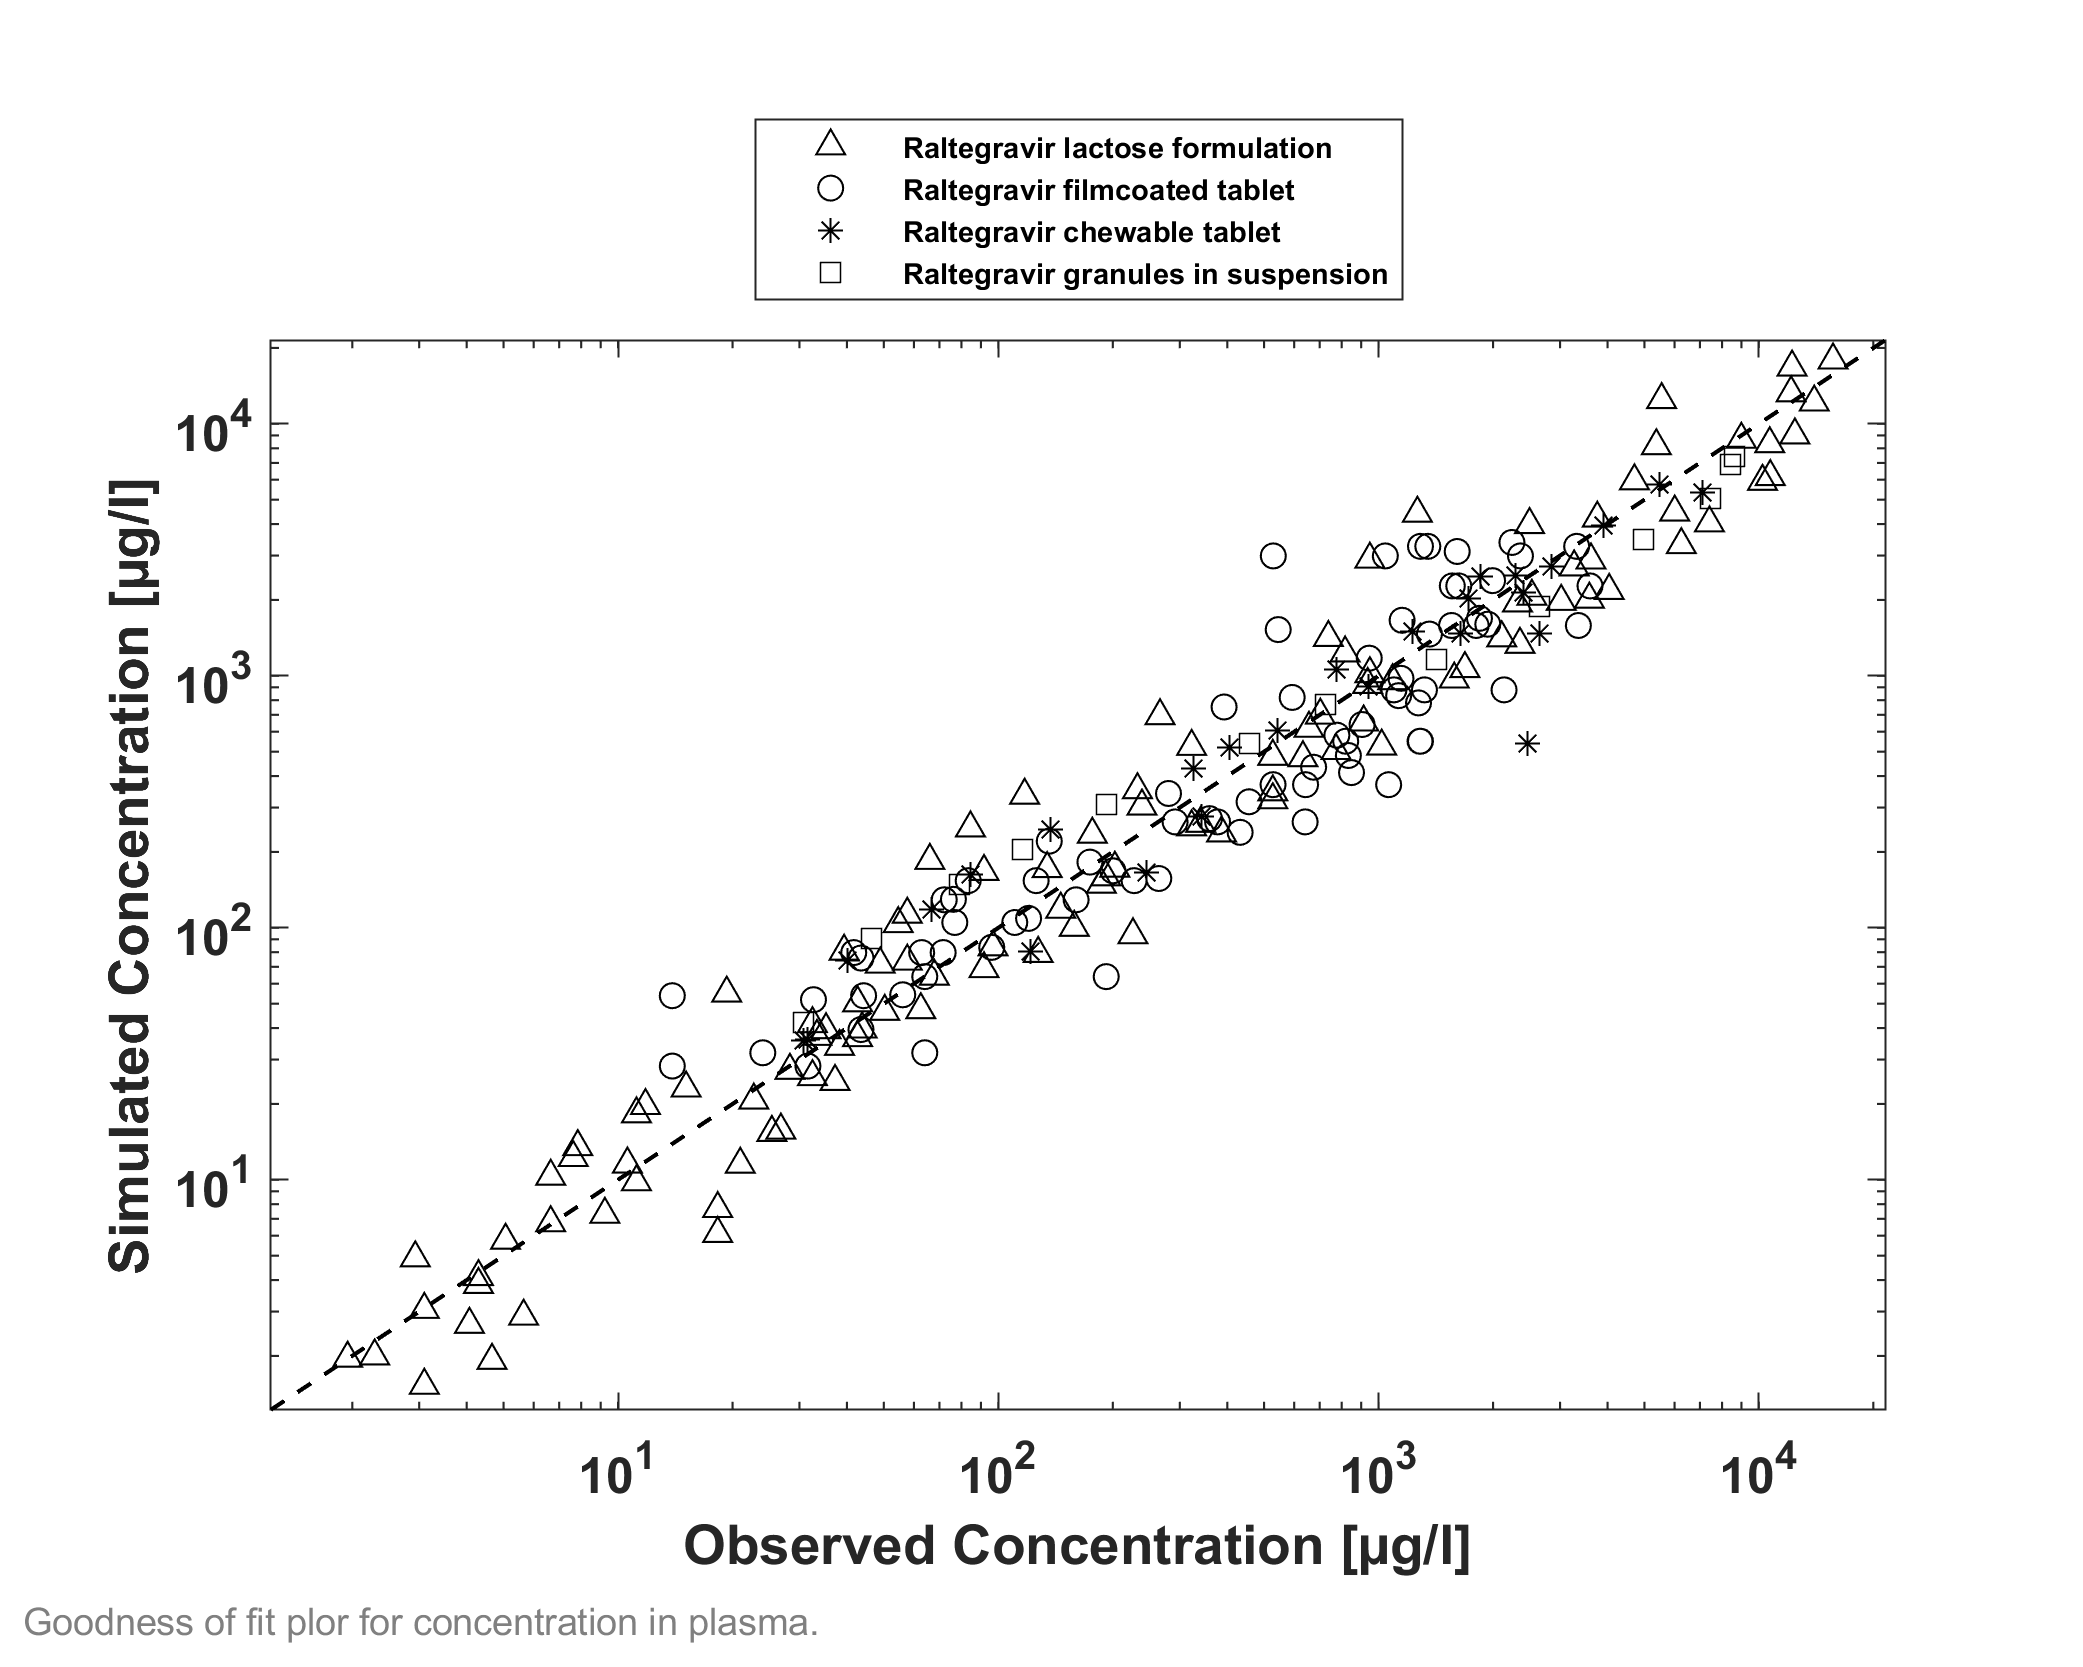 Raltegravir lactose formulation
Raltegravir filmcoated tablet
Raltegravir chewable tablet
Raltegravir granules in suspension
Simulated Concentration [µg/l]
10^4
10^3
10^2
10^1
10^1 10^2 10^3 10^4
Observed Concentration [µg/l]
Goodness of fit plor for concentration in plasma.